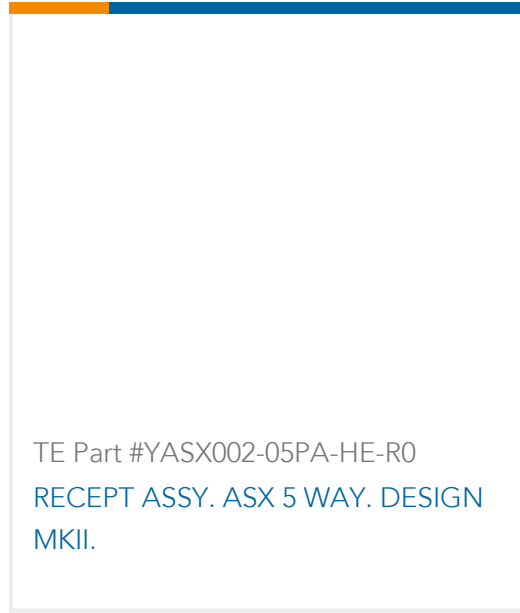 TE Part #YASX002-05PA-HE-R0
RECEPT ASSY. ASX 5 WAY. DESIGN
MKII.